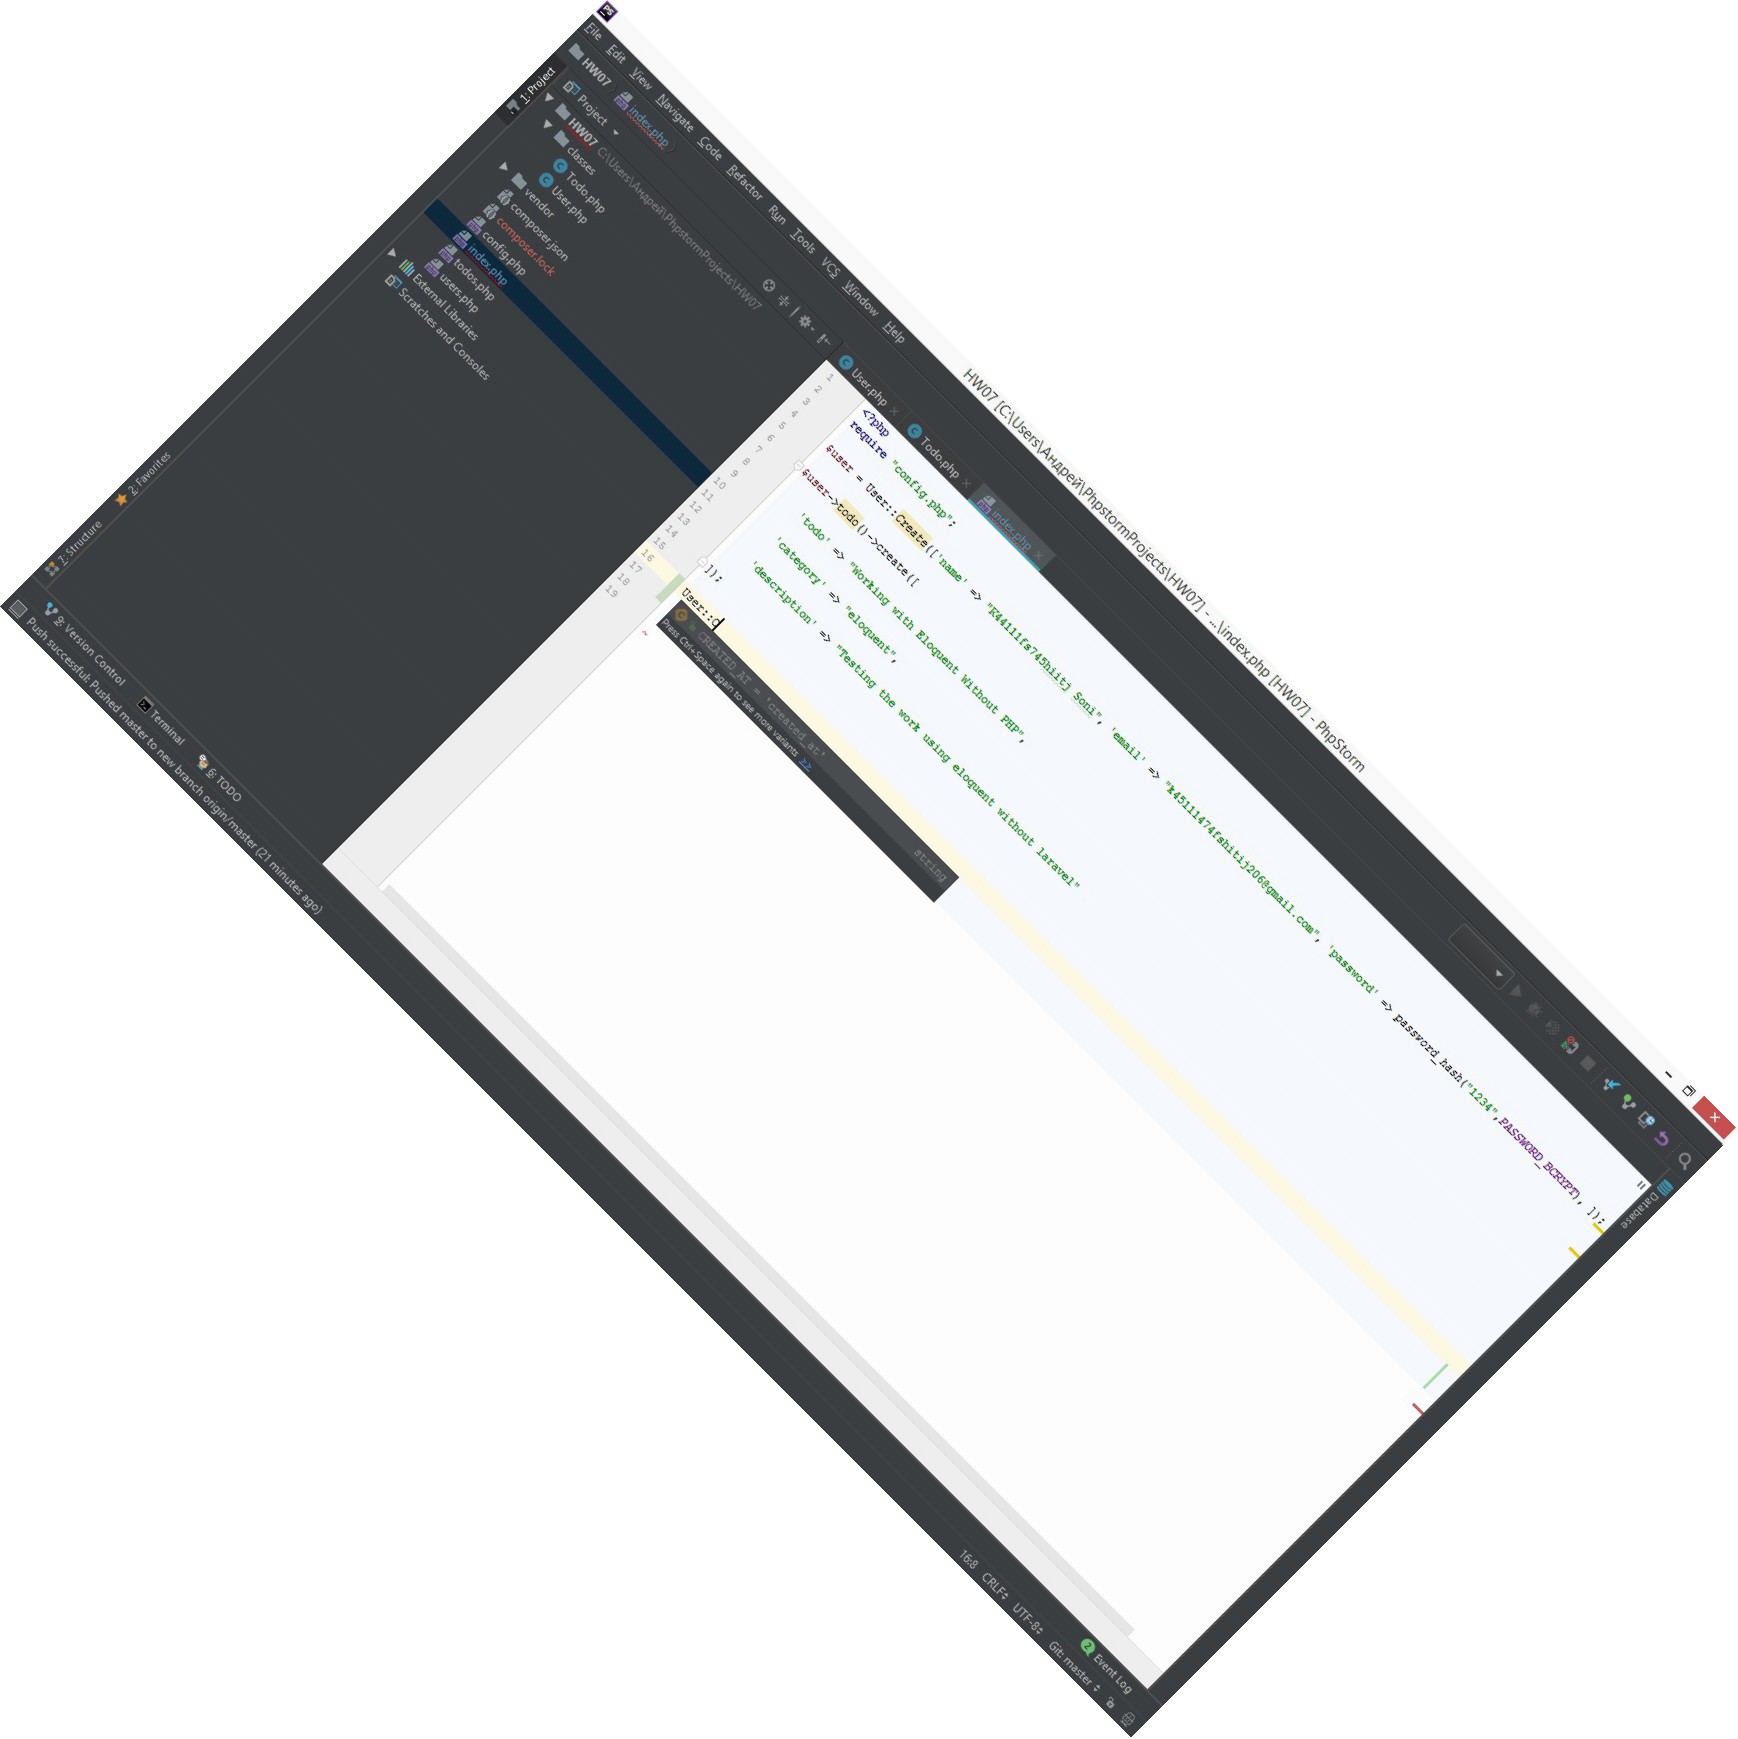 HW07 [C:\Users\Андрей\PhpstormProjects\HW07] - ...\index.php [HW07] - PhpStorm
File Edit View Navigate Code Refactor Run Tools VCS Window Help
HW07 index.php
1: Project
Project
HW07 C:\Users\Андрей\PhpstormProjects\HW07
classes
Todo.php
User.php
vendor
composer.json
composer.lock
config.php
index.php
todos.php
users.php
External Libraries
Scratches and Consoles
2: Favorites
7: Structure
User.php Todo.php index.php
1
2
3
4
5
6
7
8
9
10
11
12
13
14
15
16
17
18
19
<?php
require "config.php";
$user = User::Create(['name' => "K44111fs745hiitj Soni", 'email' => "k45111474fshitij206@gmail.com", 'password' => password_hash("1234",PASSWORD_BCRYPT), ]);
$user->todo()->create([
'todo' => "Working with Eloquent Without PHP",
'category' => "eloquent",
'description' => "Testing the work using eloquent without laravel"
]);
User::c
CREATED_AT = 'created_at' string
Press Ctrl+Space again to see more variants >>
Database
9: Version Control Terminal 6: TODO 2 Event Log
Push successful: Pushed master to new branch origin/master (21 minutes ago) 16:8 CRLF UTF-8 Git: master